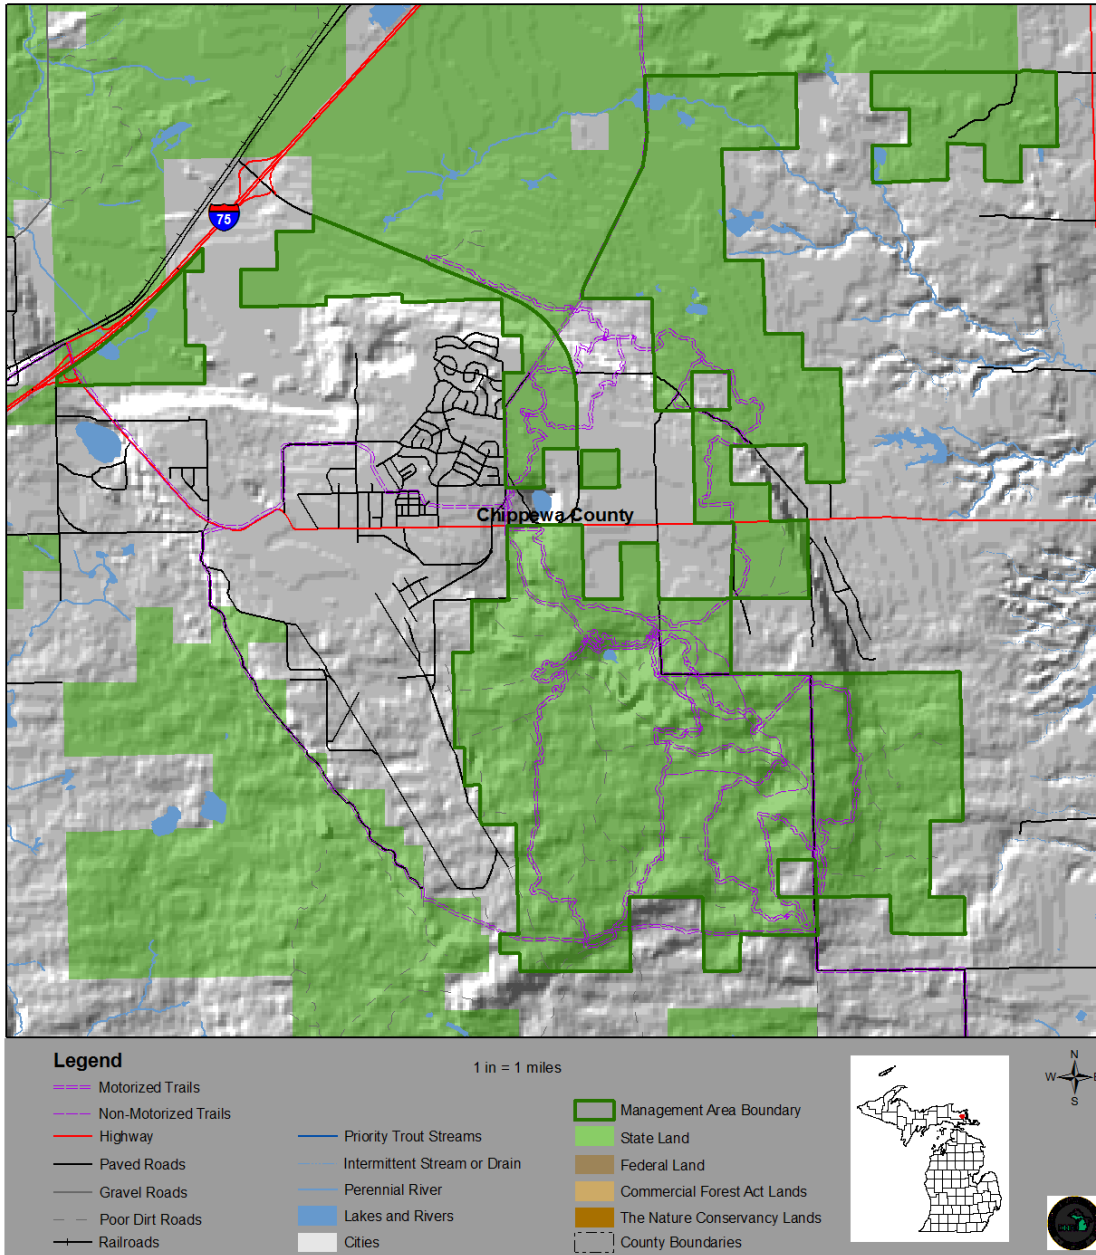 75
Chippewa County
Legend
1 in = 1 miles
Motorized Trails
Non-Motorized Trails
Highway
Paved Roads
Gravel Roads
Poor Dirt Roads
Railroads
Priority Trout Streams
Intermittent Stream or Drain
Perennial River
Lakes and Rivers
Cities
Management Area Boundary
State Land
Federal Land
Commercial Forest Act Lands
The Nature Conservancy Lands
County Boundaries
N
W E
S